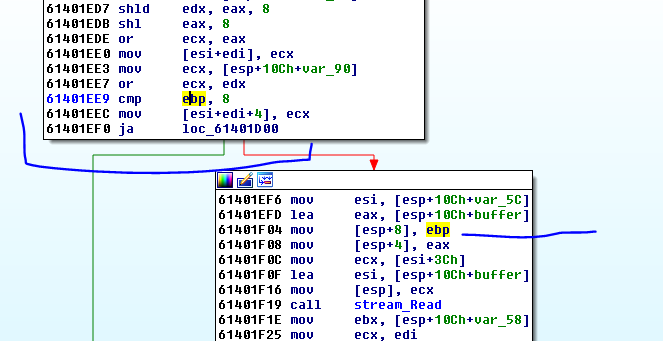 61401ED7 shld edx, eax, 8
61401EDB shl eax, 8
61401EDE or ecx, eax
61401EE0 mov [esi+edi], ecx
61401EE3 mov ecx, [esp+10Ch+var_90]
61401EE7 or ecx, edx
61401EE9 cmp ebp, 8
61401EEC mov [esi+edi+4], ecx
61401EF0 ja loc_61401D00
61401EF6 mov esi, [esp+10Ch+var_5C]
61401EFD lea eax, [esp+10Ch+buffer]
61401F04 mov [esp+8], ebp
61401F08 mov [esp+4], eax
61401F0C mov ecx, [esi+3Ch]
61401F0F lea esi, [esp+10Ch+buffer]
61401F16 mov [esp], ecx
61401F19 call stream_Read
61401F1E mov ebx, [esp+10Ch+var_58]
61401F25 mov ecx, edi